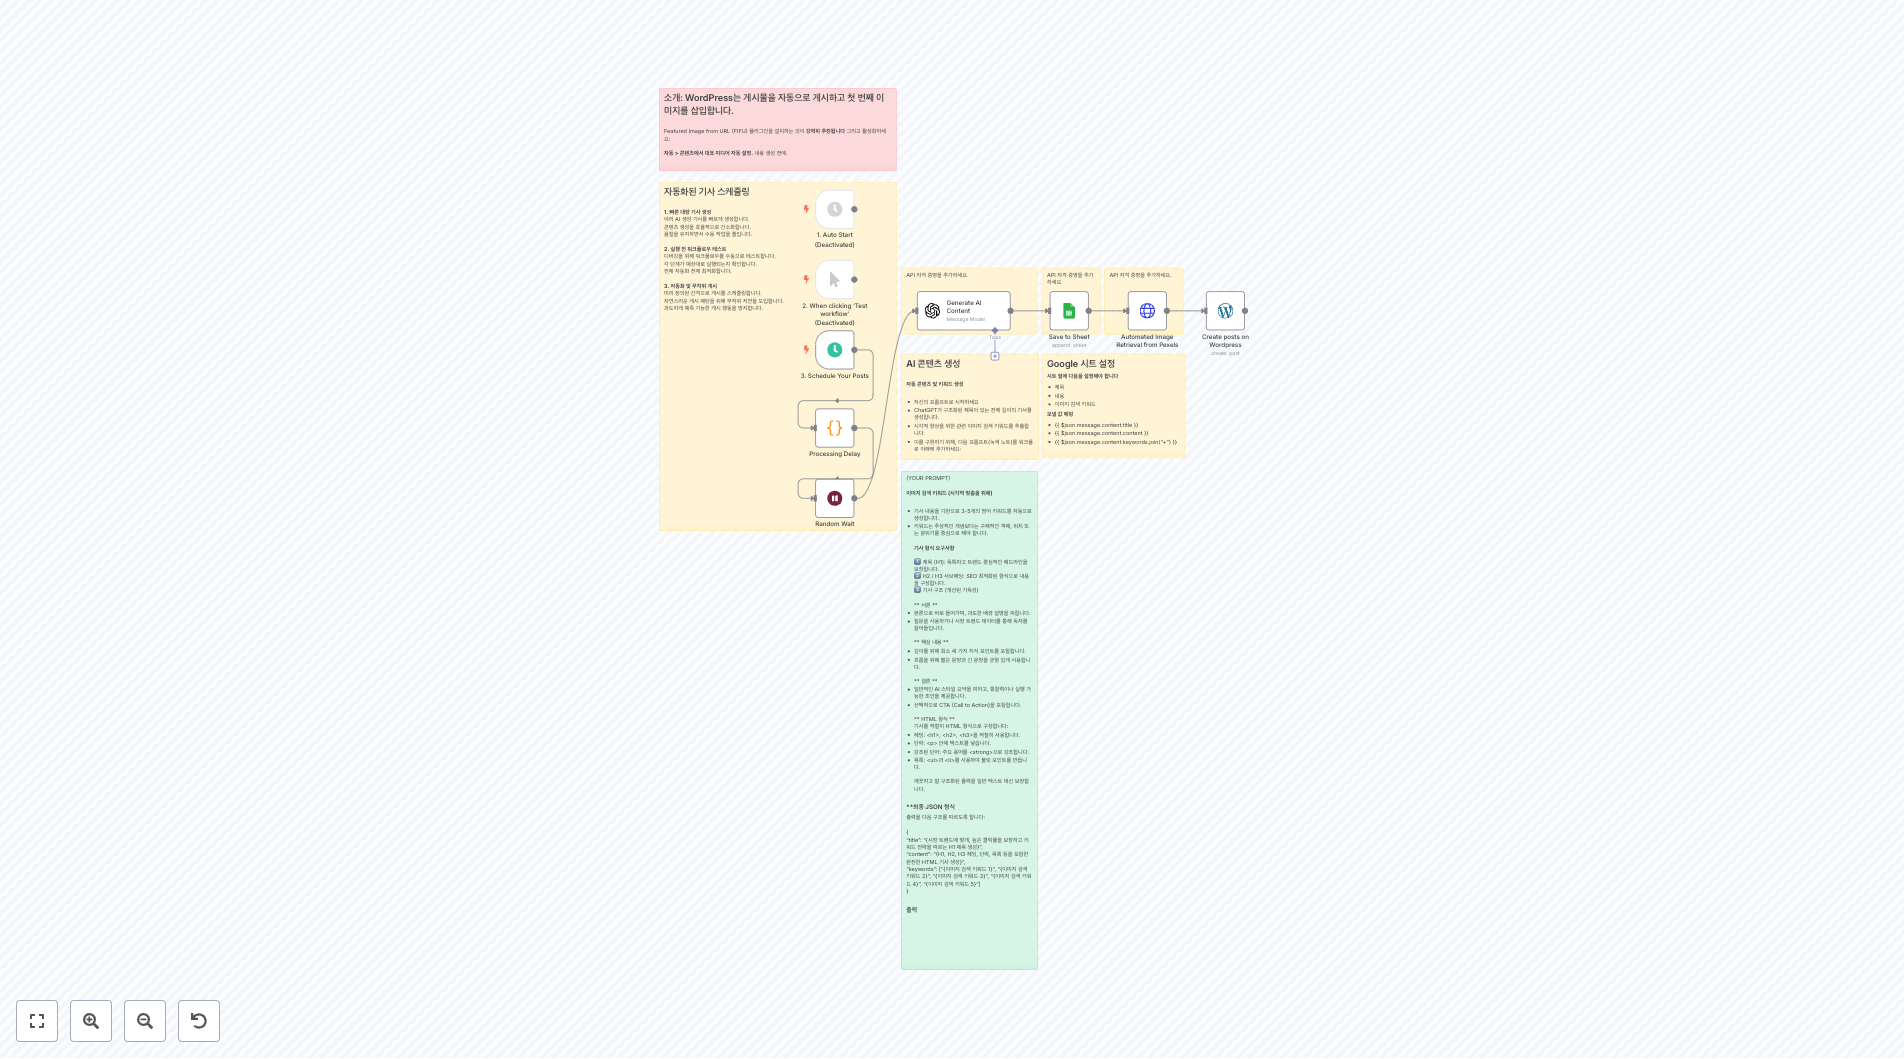 소개: WordPress는 게시물을 자동으로 게시하고 첫 번째 이
미지를 삽입합니다.
Featured Image from URL (FIFU) 플러그인을 설치하는 것이 강력히 추천됩니다 그리고 활성화하세
요:
자동 > 콘텐츠에서 대표 미디어 자동 설정. 내용 생성 전에.
자동화된 기사 스케줄링
1. 빠른 대량 기사 생성
여러 AI 생성 기사를 빠르게 생성합니다.
콘텐츠 생성을 효율적으로 간소화합니다.
품질을 유지하면서 수동 작업을 줄입니다.
2. 실행 전 워크플로우 테스트
디버깅을 위해 워크플로우를 수동으로 테스트합니다.
각 단계가 예상대로 실행되는지 확인합니다.
전체 자동화 전에 최적화합니다.
3. 자동화 및 무작위 게시
미리 정의된 간격으로 게시를 스케줄링합니다.
자연스러운 게시 패턴을 위해 무작위 지연을 도입합니다.
과도하게 예측 가능한 게시 행동을 방지합니다.
1. Auto Start
(Deactivated)
2. When clicking 'Test
workflow'
(Deactivated)
3. Schedule Your Posts
Processing Delay
Random Wait
API 자격 증명을 추가하세요.
Generate AI
Content
Message Model
Tools
API 자격 증명을 추가
하세요.
Save to Sheet
append: sheet
API 자격 증명을 추가하세요.
Automated Image
Retrieval from Pexels
Create posts on
Wordpress
create: post
AI 콘텐츠 생성
자동 콘텐츠 및 키워드 생성
• 자신의 프롬프트로 시작하세요
• ChatGPT가 구조화된 제목이 있는 전체 길이의 기사를
생성합니다.
• 시각적 향상을 위한 관련 이미지 검색 키워드를 추출합
니다.
• 이를 구현하기 위해, 다음 프롬프트(녹색 노트)를 워크플
로 아래에 추가하세요:
Google 시트 설정
시트 열에 다음을 설정해야 합니다
• 제목
• 내용
• 이미지 검색 키워드
보낼 값 매핑
• {{ $json.message.content.title }}
• {{ $json.message.content.content }}
• {{ $json.message.content.keywords.join("+") }}
(YOUR PROMPT)
이미지 검색 키워드 (시각적 맞춤을 위해)
• 기사 내용을 기반으로 3-5개의 영어 키워드를 자동으로
생성합니다.
• 키워드는 추상적인 개념보다는 구체적인 객체, 위치 또
는 분위기를 중심으로 해야 합니다.
기사 형식 요구사항
1️⃣ 제목 (H1): 독특하고 트렌드 중심적인 헤드라인을
보장합니다.
2️⃣ H2 / H3 서브헤딩: SEO 최적화된 형식으로 내용
을 구성합니다.
3️⃣ 기사 구조 (개선된 가독성)
** 서론 **
• 본론으로 바로 들어가며, 과도한 배경 설명을 피합니다.
• 질문을 사용하거나 시장 트렌드 데이터를 통해 독자를
끌어들입니다.
** 핵심 내용 **
• 깊이를 위해 최소 세 가지 지식 포인트를 포함합니다.
• 흐름을 위해 짧은 문장과 긴 문장을 균형 있게 사용합니
다.
** 결론 **
• 일반적인 AI 스타일 요약을 피하고, 통찰력이나 실행 가
능한 조언을 제공합니다.
• 선택적으로 CTA (Call to Action)을 포함합니다.
** HTML 형식 **
기사를 적절히 HTML 형식으로 구성합니다:
• 헤딩: <h1>, <h2>, <h3>을 적절히 사용합니다.
• 단락: <p> 안에 텍스트를 넣습니다.
• 강조된 단어: 주요 용어를 <strong>으로 강조합니다.
• 목록: <ul>과 <li>를 사용하여 불릿 포인트를 만듭니
다.
깨끗하고 잘 구조화된 출력을 일반 텍스트 대신 보장합
니다.
**최종 JSON 형식
출력을 다음 구조를 따르도록 합니다:
{
"title": "{시장 트렌드에 맞게, 높은 클릭률을 보장하고 키
워드 전략을 따르는 H1 제목 생성}",
"content": "{H1, H2, H3 헤딩, 단락, 목록 등을 포함한
완전한 HTML 기사 생성}",
"keywords": ["{이미지 검색 키워드 1}", "{이미지 검색
키워드 2}", "{이미지 검색 키워드 3}", "{이미지 검색 키워
드 4}", "{이미지 검색 키워드 5}"]
}
출력